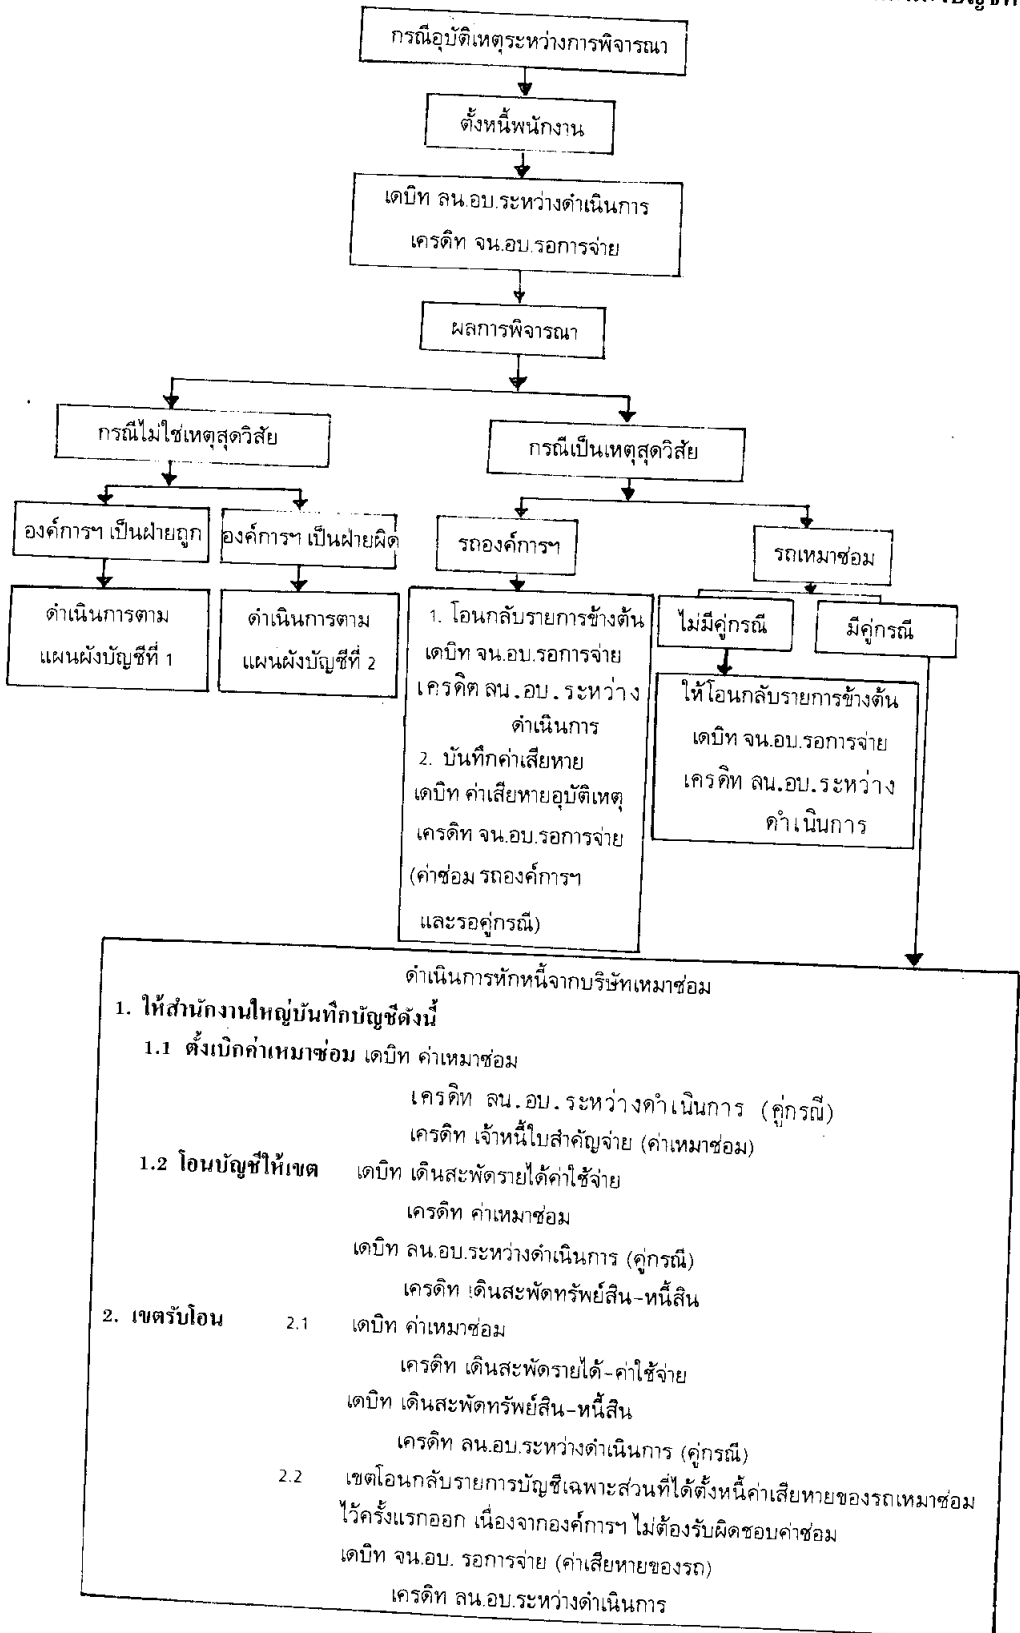 กรณีอุบัติเหตุระหว่างการพิจารณา
ตั้งหนี้พนักงาน
เดบิท ลน.อบ.ระหว่างดำเนินการ
เครดิท จน.อบ.รอการจ่าย
ผลการพิจารณา
กรณีไม่ใช่เหตุสุดวิสัย
กรณีเป็นเหตุสุดวิสัย
องค์การฯ เป็นฝ่ายถูก
องค์การฯ เป็นฝ่ายผิด
รถองค์การฯ
รถเหมาซ่อม
ดำเนินการตาม
แผนผังบัญชีที่ 1
ดำเนินการตาม
แผนผังบัญชีที่ 2
1. โอนกลับรายการข้างต้น
เดบิท จน.อบ.รอการจ่าย
เครดิต ลน.อบ.ระหว่าง
ดำเนินการ
2. บันทึกค่าเสียหาย
เดบิท ค่าเสียหายอุบัติเหตุ
เครดิท จน.อบ.รอการจ่าย
(ค่าซ่อม รถองค์การฯ
และรอคู่กรณี)
ไม่มีคู่กรณี
มีคู่กรณี
ให้โอนกลับรายการข้างต้น
เดบิท จน.อบ.รอการจ่าย
เครดิท ลน.อบ.ระหว่าง
ดำเนินการ
ดำเนินการหักหนี้จากบริษัทเหมาซ่อม
1. ให้สำนักงานใหญ่บันทึกบัญชีดังนี้
1.1 ตั้งเบิกค่าเหมาซ่อม เดบิท ค่าเหมาซ่อม
เครดิท ลน.อบ.ระหว่างดำเนินการ (คู่กรณี)
เครดิท เจ้าหนี้ใบสำคัญจ่าย (ค่าเหมาซ่อม)
1.2 โอนบัญชีให้เขต เดบิท เดินสะพัดรายได้ค่าใช้จ่าย
เครดิท ค่าเหมาซ่อม
เดบิท ลน.อบ.ระหว่างดำเนินการ (คู่กรณี)
เครดิท เดินสะพัดทรัพย์สิน-หนี้สิน
2. เขตรับโอน 2.1 เดบิท ค่าเหมาซ่อม
เครดิท เดินสะพัดรายได้-ค่าใช้จ่าย
เดบิท เดินสะพัดทรัพย์สิน-หนี้สิน
เครดิท ลน.อบ.ระหว่างดำเนินการ (คู่กรณี)
2.2 เขตโอนกลับรายการบัญชีเฉพาะส่วนที่ได้ตั้งหนี้ค่าเสียหายของรถเหมาซ่อม
ไว้ครั้งแรกออก เนื่องจากองค์การฯ ไม่ต้องรับผิดชอบค่าซ่อม
เดบิท จน.อบ. รอการจ่าย (ค่าเสียหายของรถ)
เครดิท ลน.อบ.ระหว่างดำเนินการ